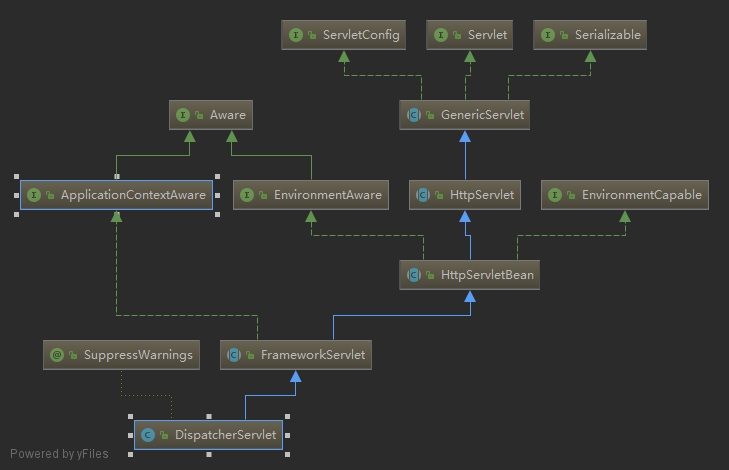 ServletConfig
Servlet
Serializable
Aware
GenericServlet
ApplicationContextAware
EnvironmentAware
HttpServlet
EnvironmentCapable
HttpServletBean
SuppressWarnings
FrameworkServlet
DispatcherServlet
Powered by yFiles